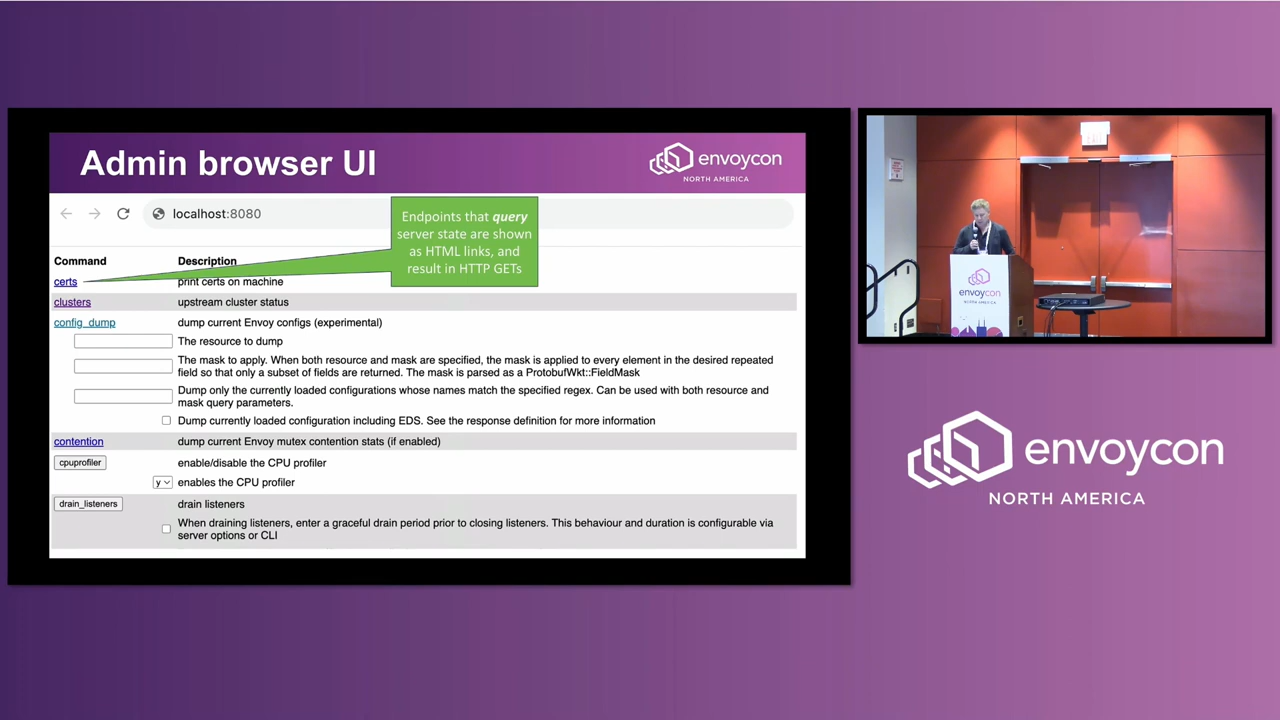 Admin browser UI
envoycon
NORTH AMERICA
localhost:8080
Endpoints that query
server state are shown
as HTML links, and
result in HTTP GETs
Command Description
certs print certs on machine
clusters upstream cluster status
config_dump dump current Envoy configs (experimental)
The resource to dump
The mask to apply. When both resource and mask are specified, the mask is applied to every element in the desired repeated
field so that only a subset of fields are returned. The mask is parsed as a ProtobufWkt::FieldMask
Dump only the currently loaded configurations whose names match the specified regex. Can be used with both resource and
mask query parameters.
Dump currently loaded configuration including EDS. See the response definition for more information
contention dump current Envoy mutex contention stats (if enabled)
cpuprofiler enable/disable the CPU profiler
y enables the CPU profiler
drain_listeners drain listeners
When draining listeners, enter a graceful drain period prior to closing listeners. This behaviour and duration is configurable via
server options or CLI
envoycon
envoycon
NORTH AMERICA